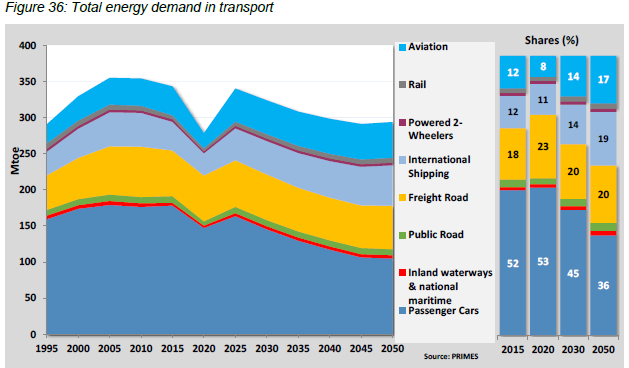 Figure 36: Total energy demand in transport
Mtoe
400
350
300
250
200
150
100
50
0
1995 2000 2005 2010 2015 2020 2025 2030 2035 2040 2045 2050
Aviation
Rail
Powered 2-
Wheelers
International
Shipping
Freight Road
Public Road
Inland waterways
& national
maritime
Passenger Cars
Source: PRIMES
Shares (%)
12 8 14 17
12 11 14 19
18 23 20 20
52 53 45 36
2015 2020 2030 2050